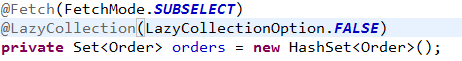 @Fetch(FetchMode.SUBSELECT)
@LazyCollection(LazyCollectionOption.FALSE)
private Set<Order> orders = new HashSet<Order>();